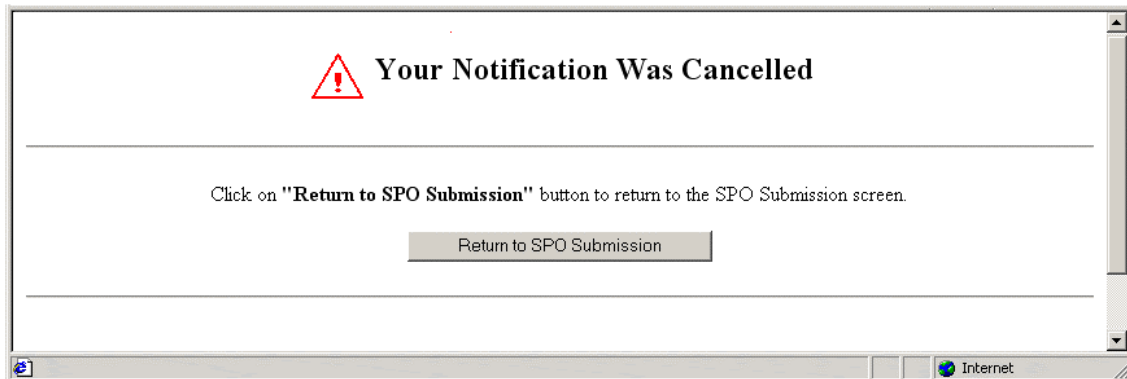 Your Notification Was Cancelled
Click on "Return to SPO Submission" button to return to the SPO Submission screen.
Return to SPO Submission
Internet